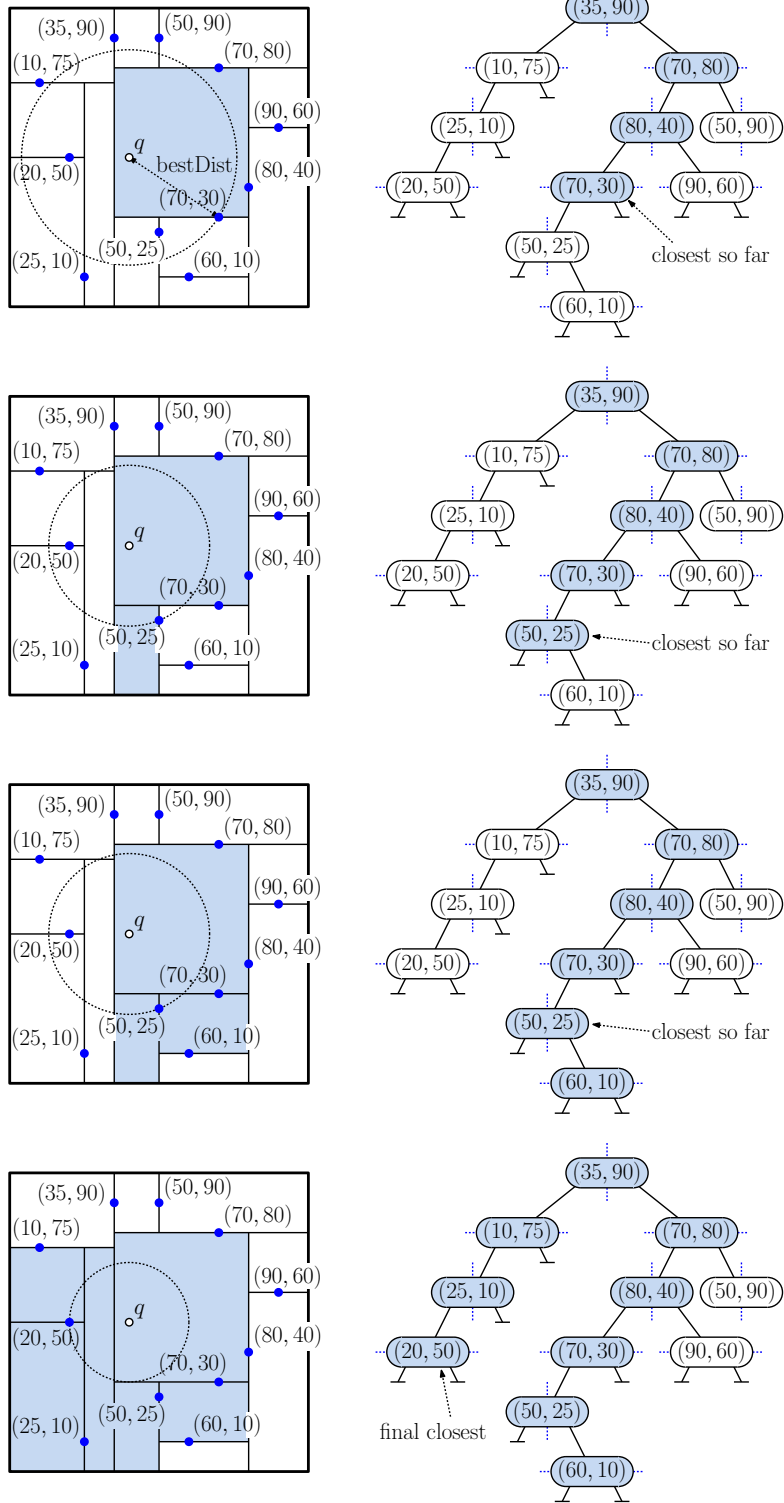 (35, 90) (50, 90)
(10, 75) (70, 80)
(90, 60)
q
bestDist
(20, 50) (80, 40)
(70, 30)
(50, 25)
(25, 10) (60, 10)
(35, 90)
(10, 75) (70, 80)
(25, 10) (80, 40) (50, 90)
(20, 50) (70, 30) (90, 60)
(50, 25) closest so far
(60, 10)
(35, 90) (50, 90)
(10, 75) (70, 80)
(90, 60)
q
(20, 50) (80, 40)
(70, 30)
(25, 10) (50, 25) (60, 10)
(35, 90)
(10, 75) (70, 80)
(25, 10) (80, 40) (50, 90)
(20, 50) (70, 30) (90, 60)
(50, 25) closest so far
(60, 10)
(35, 90) (50, 90)
(10, 75) (70, 80)
(90, 60)
q
(20, 50) (80, 40)
(70, 30)
(25, 10) (50, 25) (60, 10)
(35, 90)
(10, 75) (70, 80)
(25, 10) (80, 40) (50, 90)
(20, 50) (70, 30) (90, 60)
(50, 25) closest so far
(60, 10)
(35, 90) (50, 90)
(10, 75) (70, 80)
(90, 60)
q
(20, 50) (80, 40)
(70, 30)
(25, 10) (50, 25) (60, 10)
(35, 90)
(10, 75) (70, 80)
(25, 10) (80, 40) (50, 90)
(20, 50) (70, 30) (90, 60)
final closest (50, 25)
(60, 10)